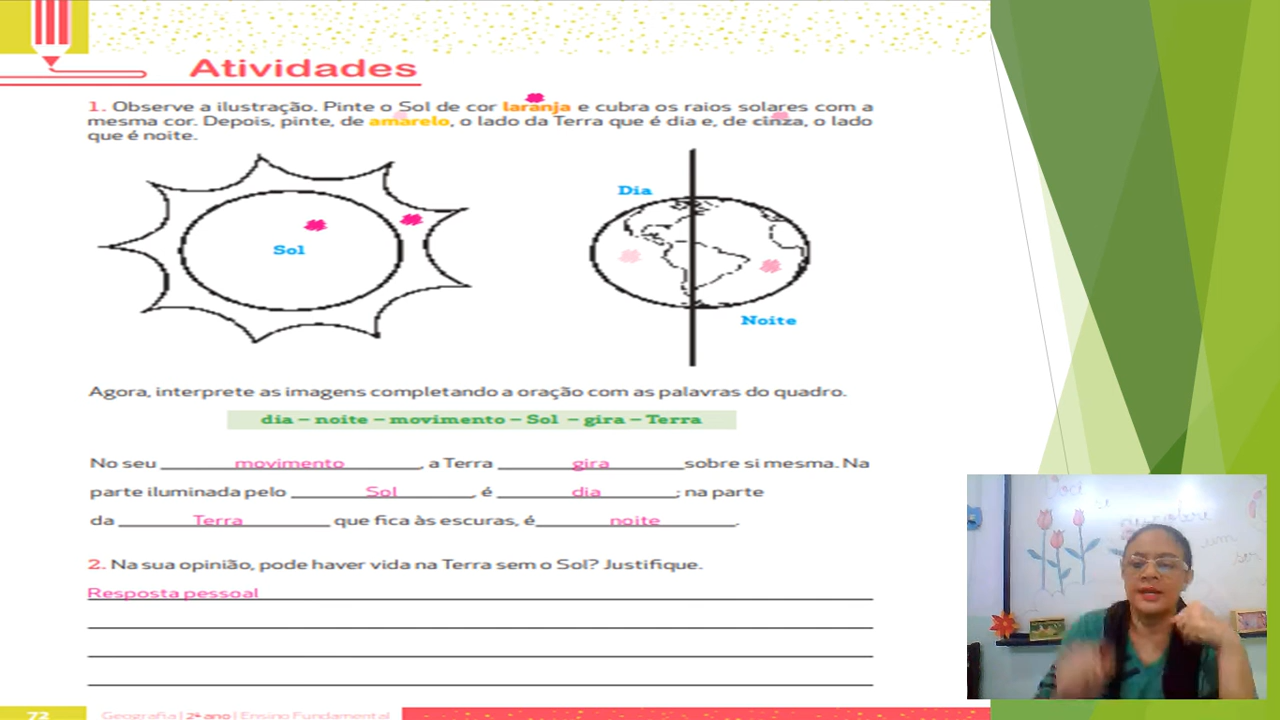 Atividades
1. Observe a ilustração. Pinte o Sol de cor laranja e cubra os raios solares com a
mesma cor. Depois, pinte, de amarelo, o lado da Terra que é dia e, de cinza, o lado
que é noite.
Dia
Sol
Noite
Agora, interprete as imagens completando a oração com as palavras do quadro.
dia – noite – movimento – Sol – gira – Terra
No seu movimento, a Terra gira sobre si mesma. Na
parte iluminada pelo Sol, é dia; na parte
da Terra que fica às escuras, é noite.
2. Na sua opinião, pode haver vida na Terra sem o Sol? Justifique.
Resposta pessoal
72 Geografia | 2º ano | Ensino Fundamental
Você
se
um
ser